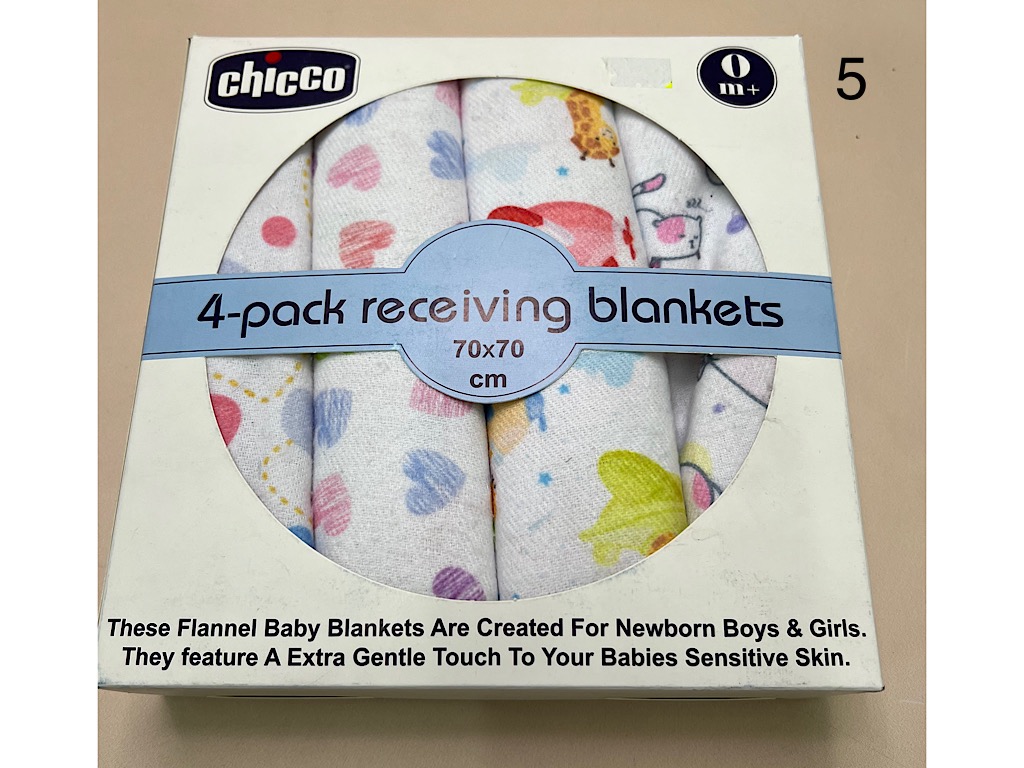 chicco
0
m+
5
4-pack receiving blankets
70x70
cm
These Flannel Baby Blankets Are Created For Newborn Boys & Girls.
They feature A Extra Gentle Touch To Your Babies Sensitive Skin.